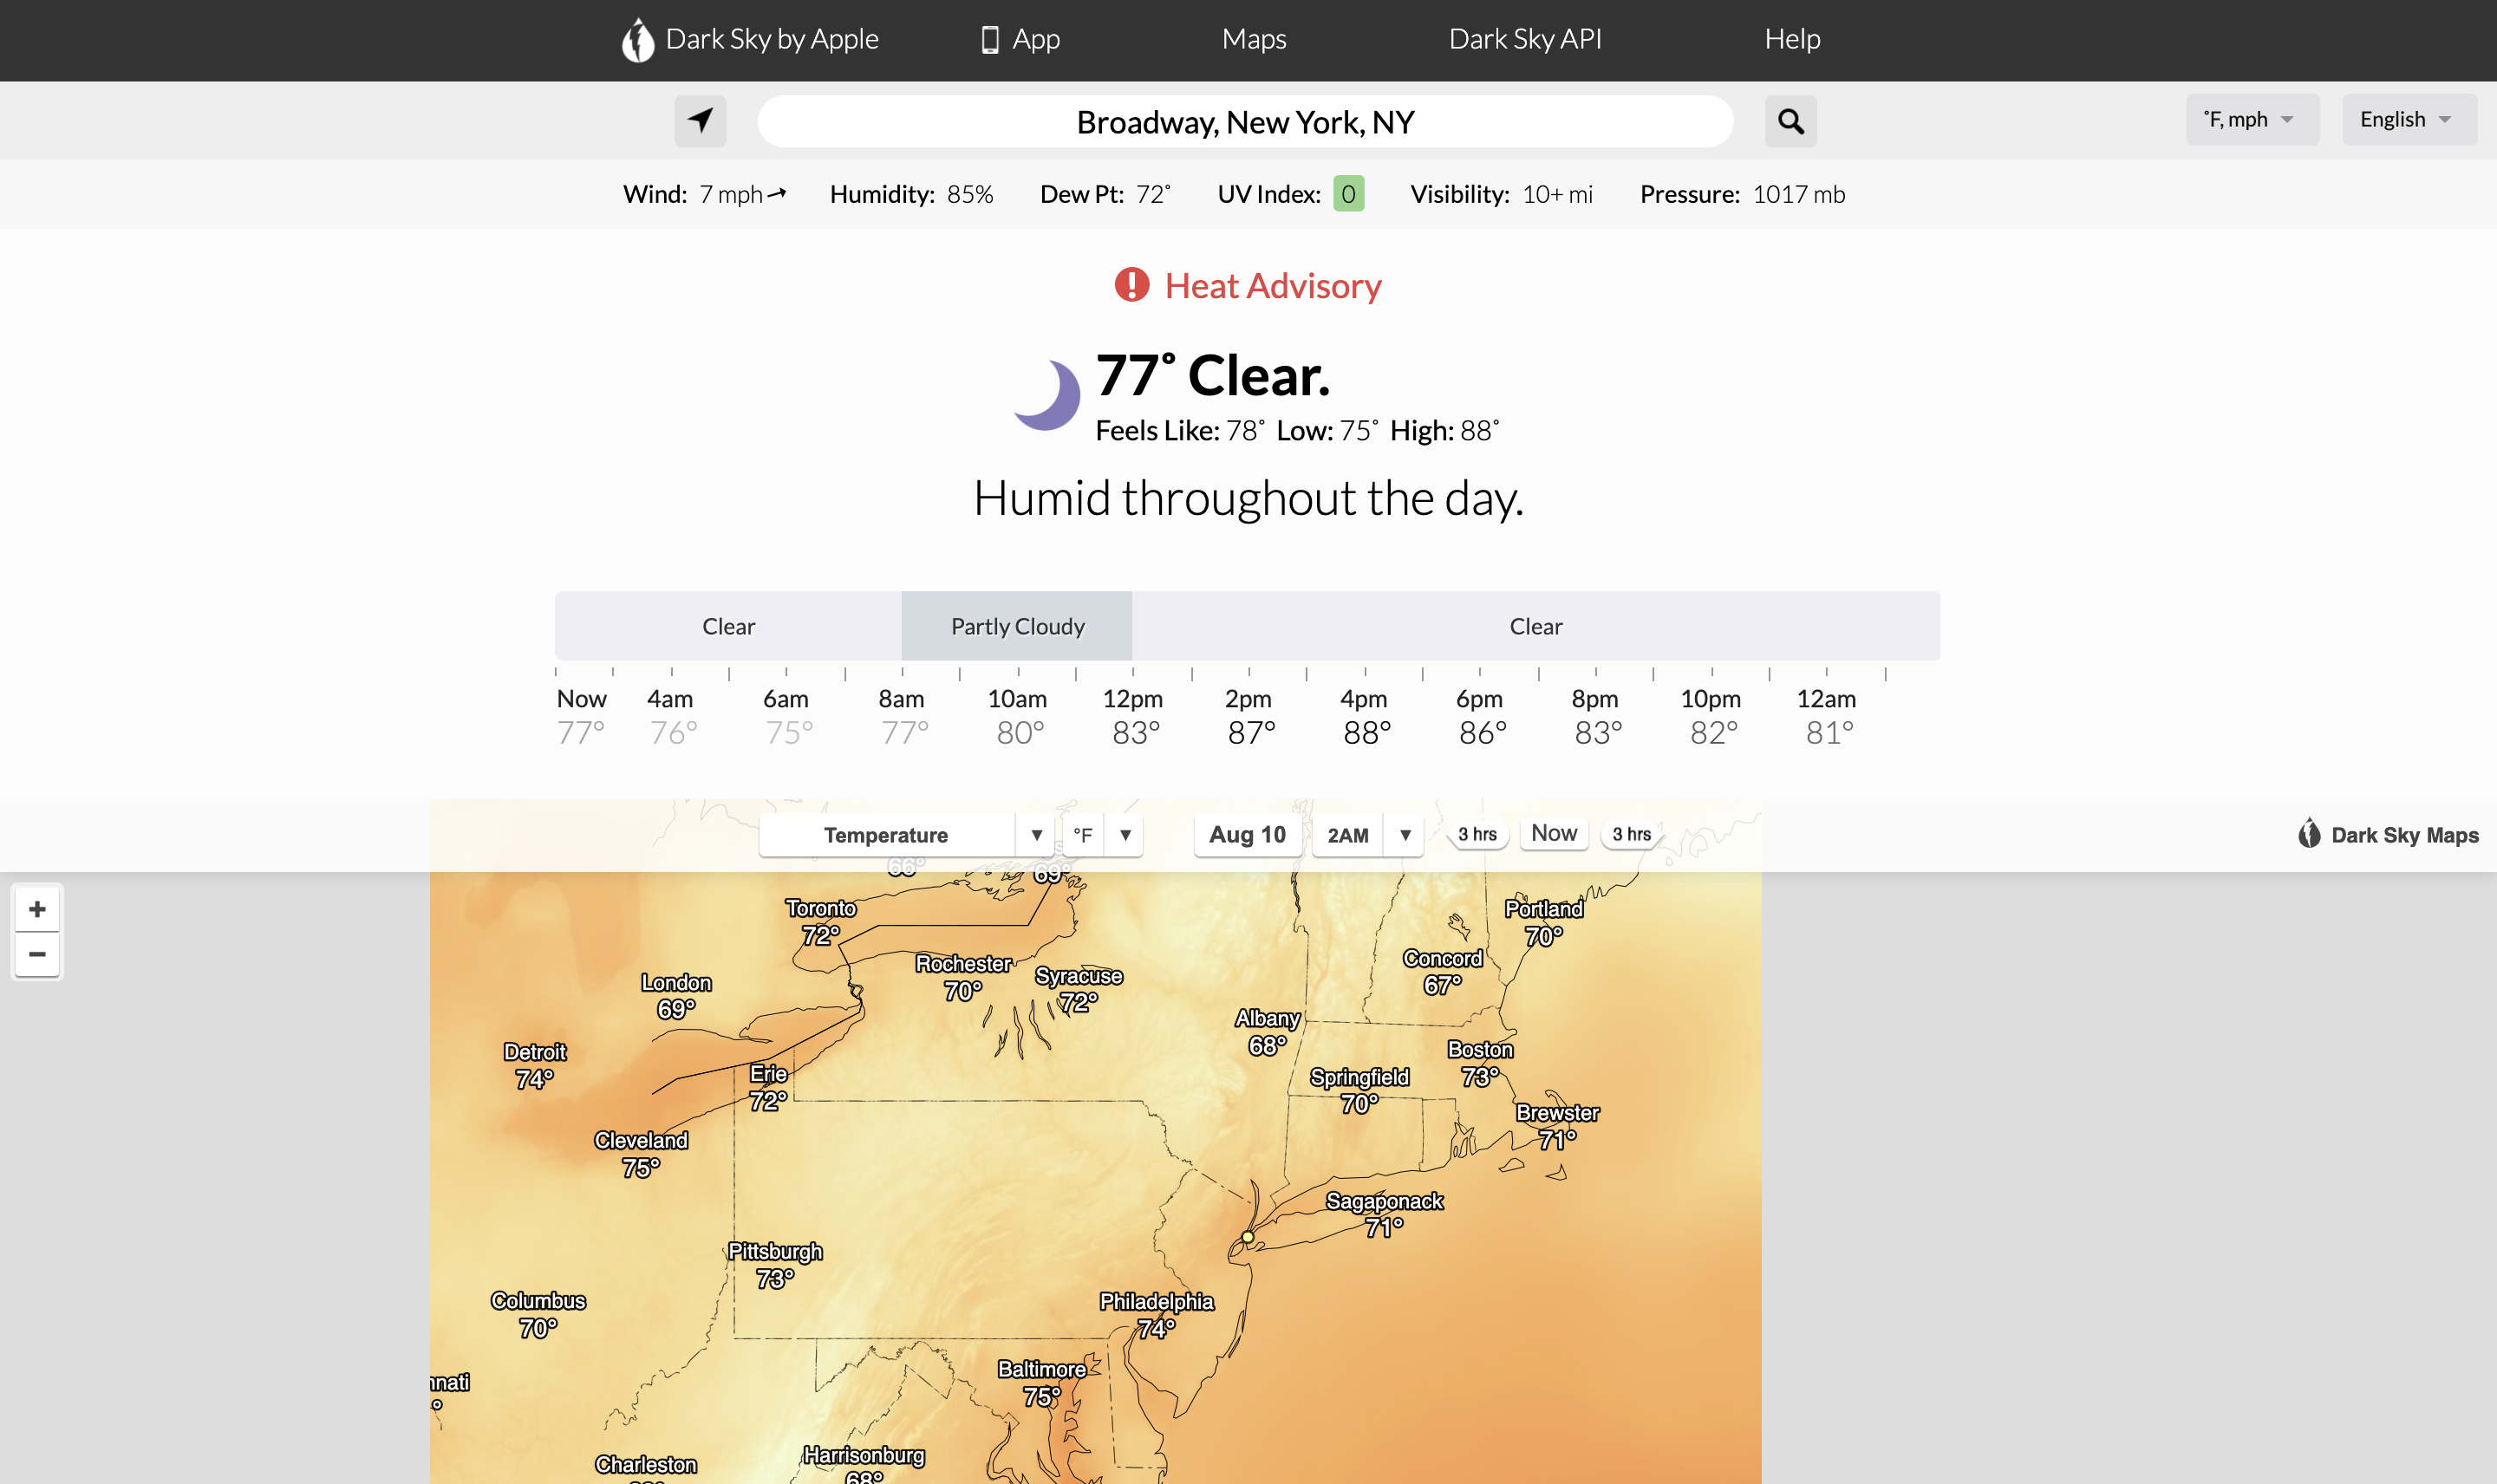 Dark Sky by Apple App Maps Dark Sky API Help
Broadway, New York, NY
˚F, mph English
Wind: 7 mph Humidity: 85% Dew Pt: 72˚ UV Index: 0 Visibility: 10+ mi Pressure: 1017 mb
Heat Advisory
77˚ Clear.
Feels Like: 78˚ Low: 75˚ High: 88˚
Humid throughout the day.
Clear Partly Cloudy Clear
Now 4am 6am 8am 10am 12pm 2pm 4pm 6pm 8pm 10pm 12am
77° 76° 75° 77° 80° 83° 87° 88° 86° 83° 82° 81°
Temperature ▼ °F ▼ Aug 10 2AM ▼ 3 hrs Now 3 hrs Dark Sky Maps
66° 69°
+
−
Toronto
72°
Portland
70°
Rochester
70°
Syracuse
72°
Concord
67°
London
69°
Albany
68°
Detroit
74°
Boston
73°
Erie
72°
Springfield
70°
Brewster
71°
Cleveland
75°
Sagaponack
71°
Pittsburgh
73°
Columbus
70°
Philadelphia
74°
Baltimore
75°
nnati
°
Harrisonburg
68°
Charleston